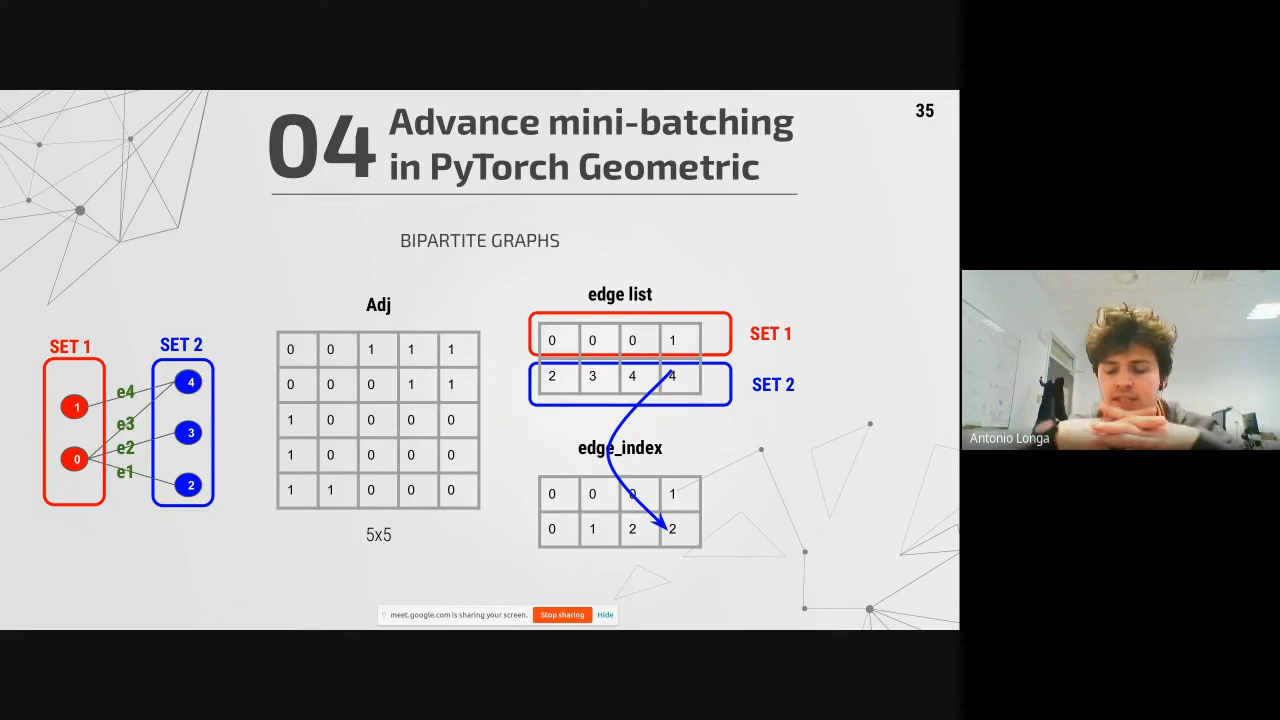 35
04 Advance mini-batching
in PyTorch Geometric
BIPARTITE GRAPHS
SET 1
SET 2
1
0
4
3
2
e4
e3
e2
e1
Adj
0 0 1 1 1
0 0 0 1 1
1 0 0 0 0
1 0 0 0 0
1 1 0 0 0
5x5
edge list
0 0 0 1
2 3 4 4
SET 1
SET 2
edge_index
0 0 0 1
0 1 2 2
meet.google.com is sharing your screen. Stop sharing Hide
Antonio Longa